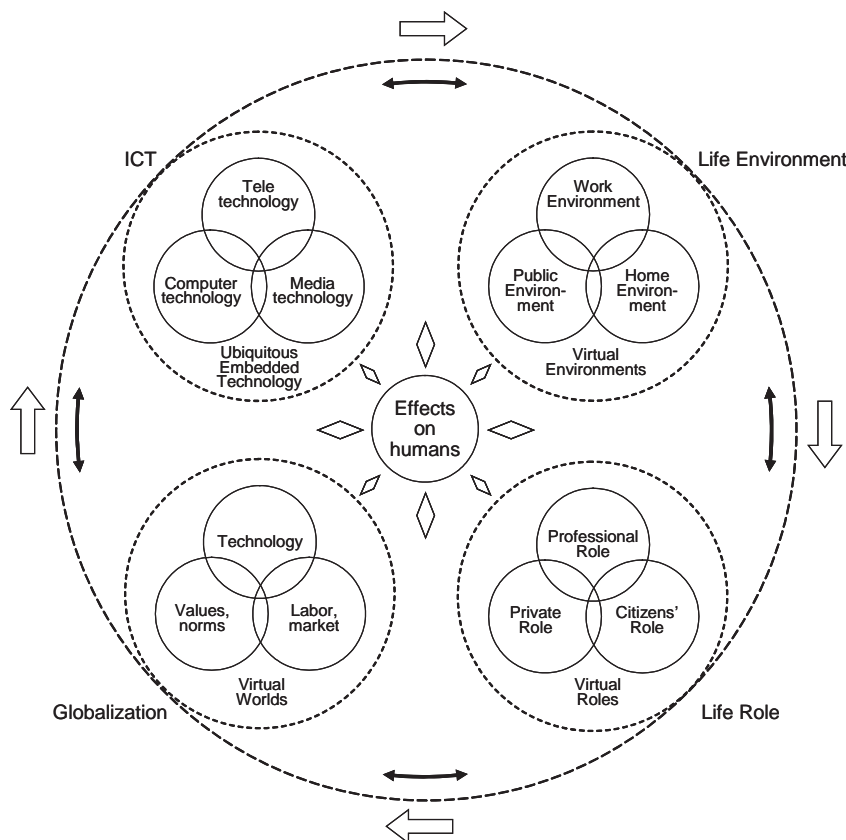 ICT
Life Environment
Tele
technology
Computer
technology
Media
technology
Ubiquitous
Embedded
Technology
Work
Environment
Public
Environ-
ment
Home
Environ-
ment
Virtual
Environments
Effects
on
humans
Technology
Values,
norms
Labor,
market
Virtual
Worlds
Professional
Role
Private
Role
Citizens'
Role
Virtual
Roles
Globalization
Life Role